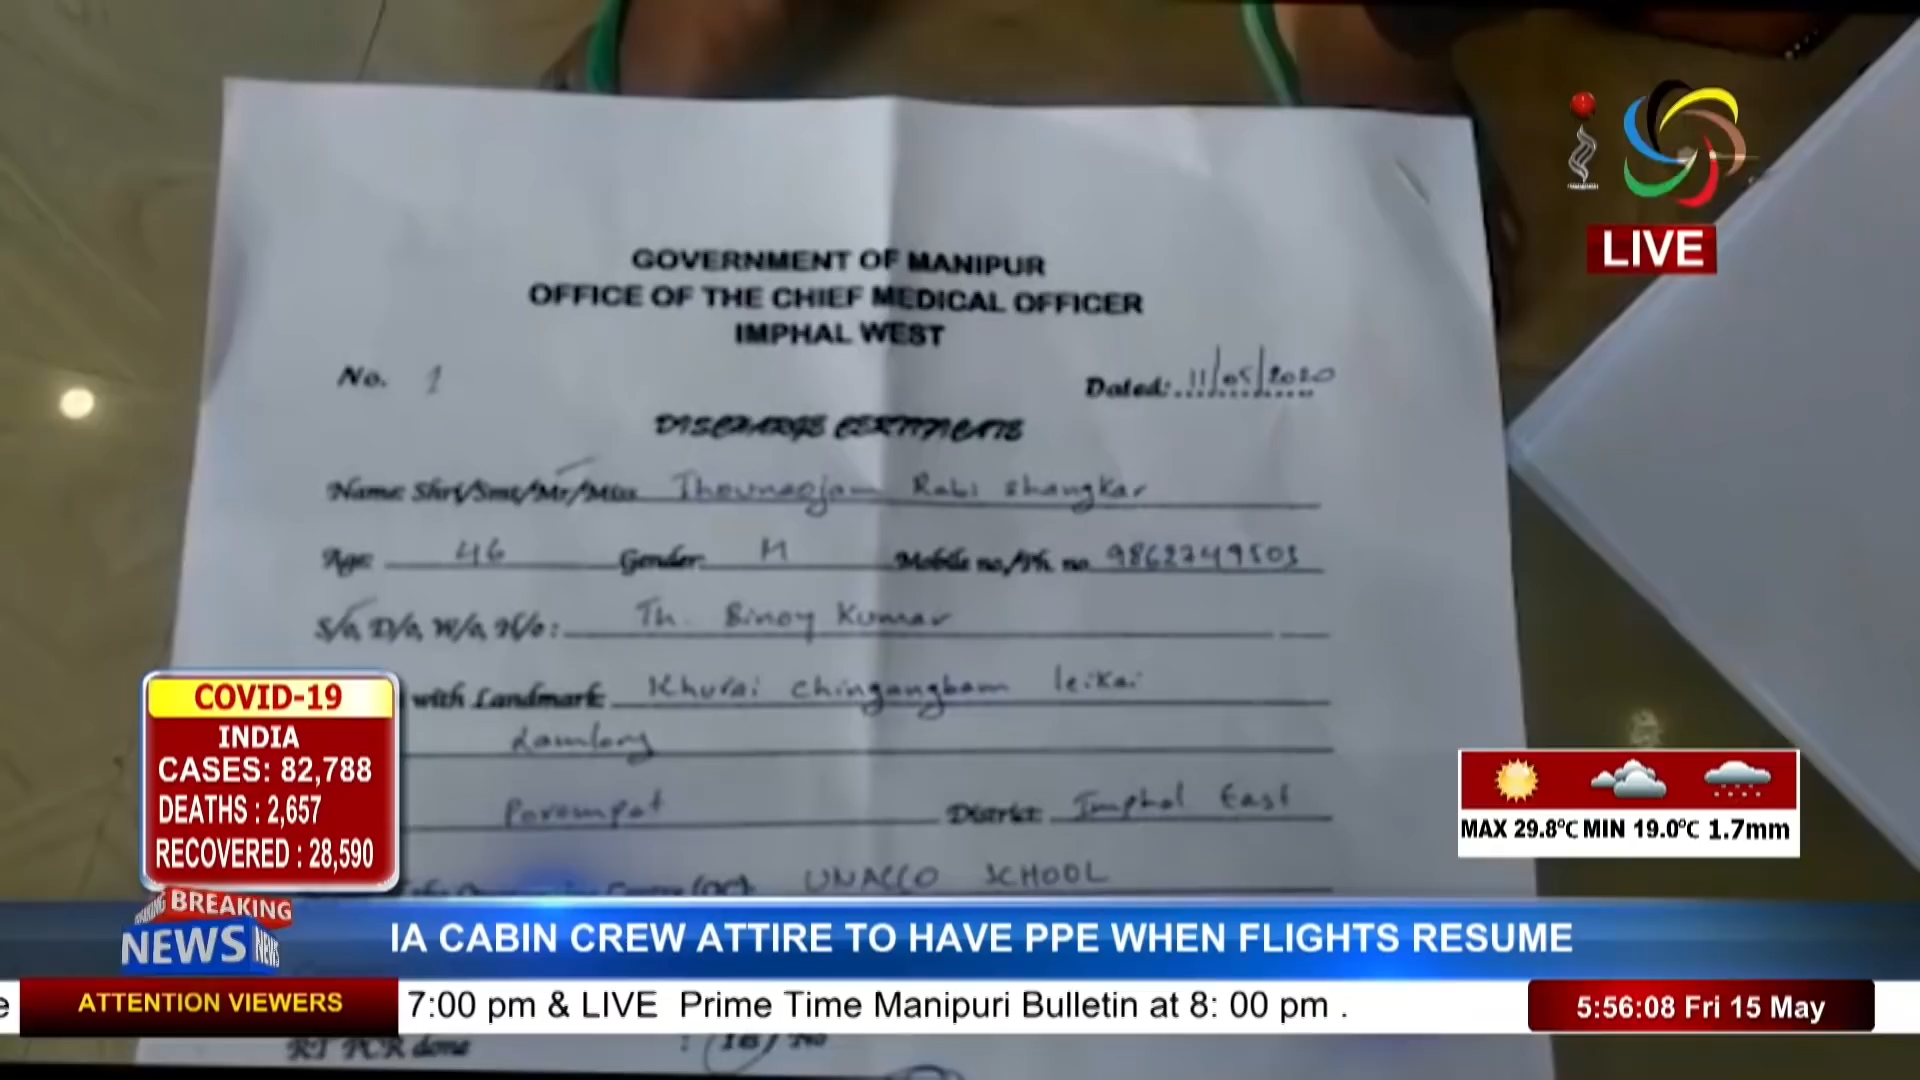 GOVERNMENT OF MANIPUR
OFFICE OF THE CHIEF MEDICAL OFFICER
IMPHAL WEST
LIVE
No. 1 Dated: 11/05/2020
DISCHARGE CERTIFICATE
Name: Shri/Smt/Mr/Miss Thounaojam Rabi Shangkar
Age: 46 Gender: M Mobile no./Ph. no. 9862749503
S/o, D/o, W/o, H/o: Th. Binoy Kumar
with Landmark: Khurai Chingangbam leikai
Lamlong
Porompat District: Imphal East
UNACCO SCHOOL
COVID-19
INDIA
CASES: 82,788
DEATHS : 2,657
RECOVERED : 28,590
MAX 29.8°C MIN 19.0°C 1.7mm
BREAKING
NEWS NEWS
IA CABIN CREW ATTIRE TO HAVE PPE WHEN FLIGHTS RESUME
e ATTENTION VIEWERS 7:00 pm & LIVE Prime Time Manipuri Bulletin at 8: 00 pm . 5:56:08 Fri 15 May
RT PCR done : Yes / No